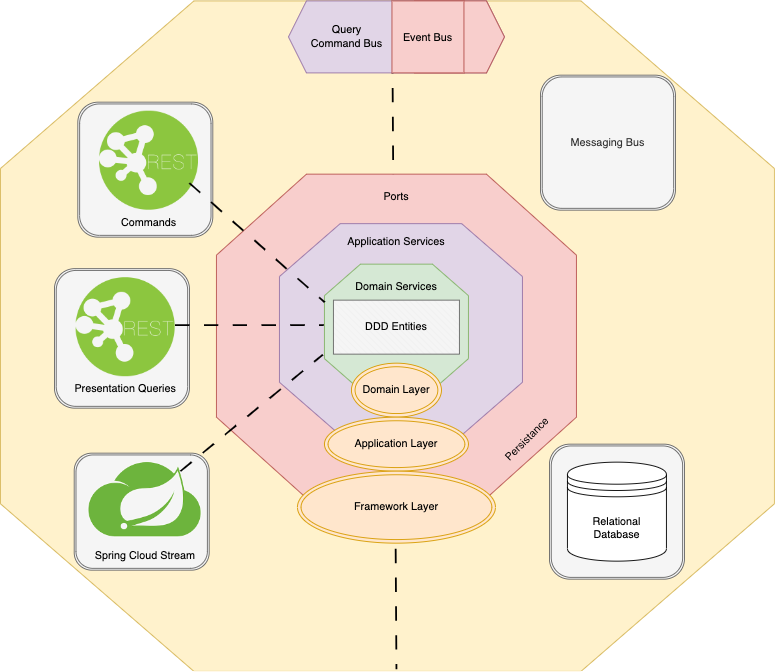 Query
Command Bus
Event Bus
Messaging Bus
REST
Commands
Ports
Application Services
Domain Services
DDD Entities
REST
Presentation Queries
Domain Layer
Application Layer
Persistance
Framework Layer
Spring Cloud Stream
Relational
Database